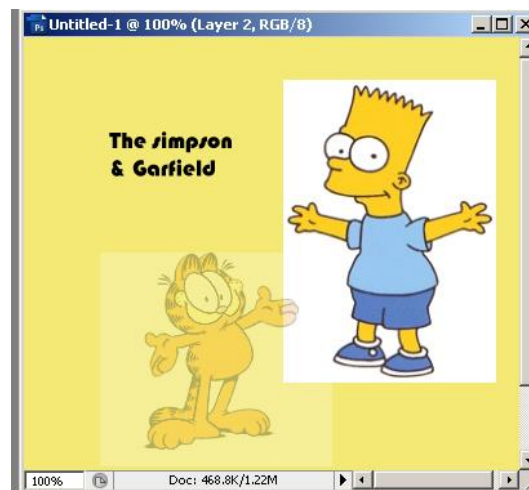 Untitled-1 @ 100% (Layer 2, RGB/8)
The simpson
& Garfield
100%
Doc: 468.8K/1.22M